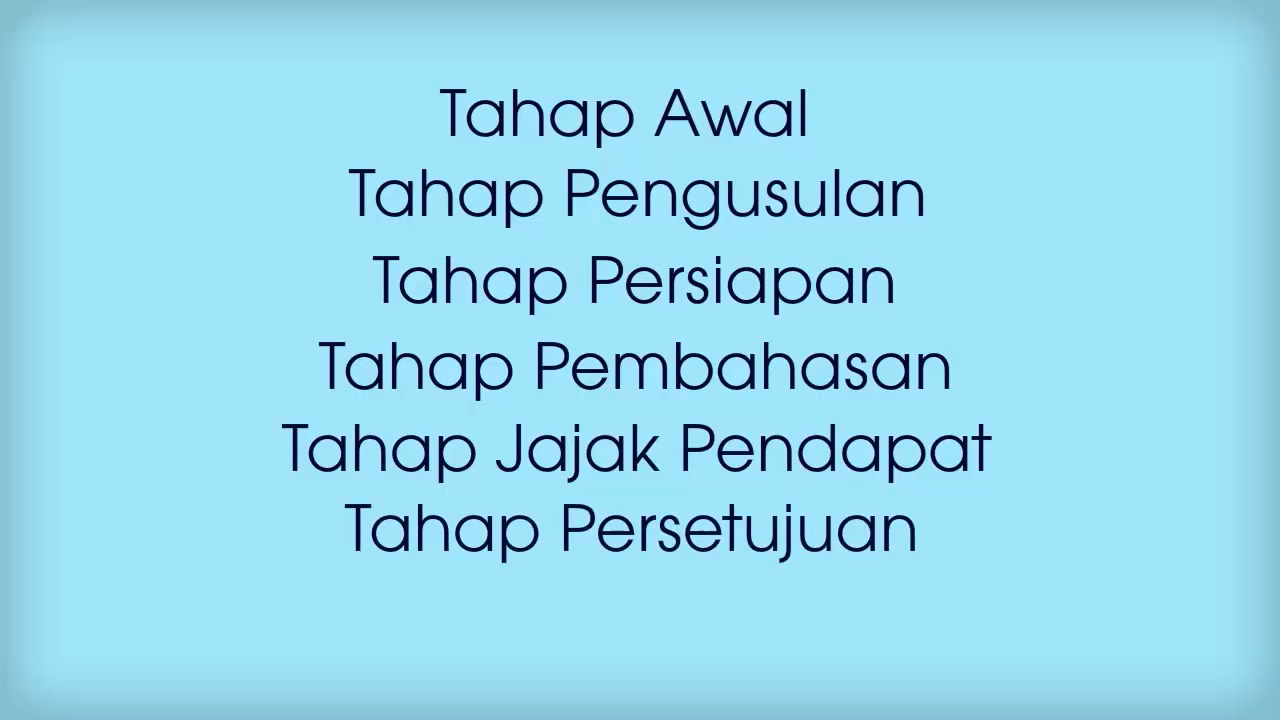 Tahap Awal
Tahap Pengusulan
Tahap Persiapan
Tahap Pembahasan
Tahap Jajak Pendapat
Tahap Persetujuan